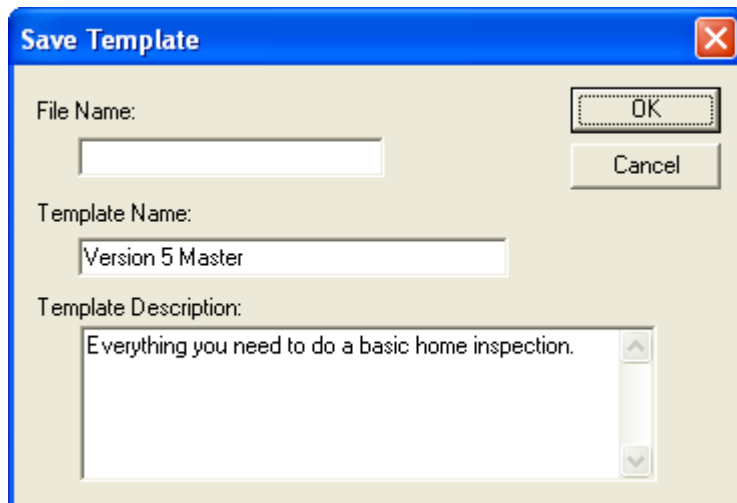 Save Template
File Name:
OK
Cancel
Template Name:
Version 5 Master
Template Description:
Everything you need to do a basic home inspection.